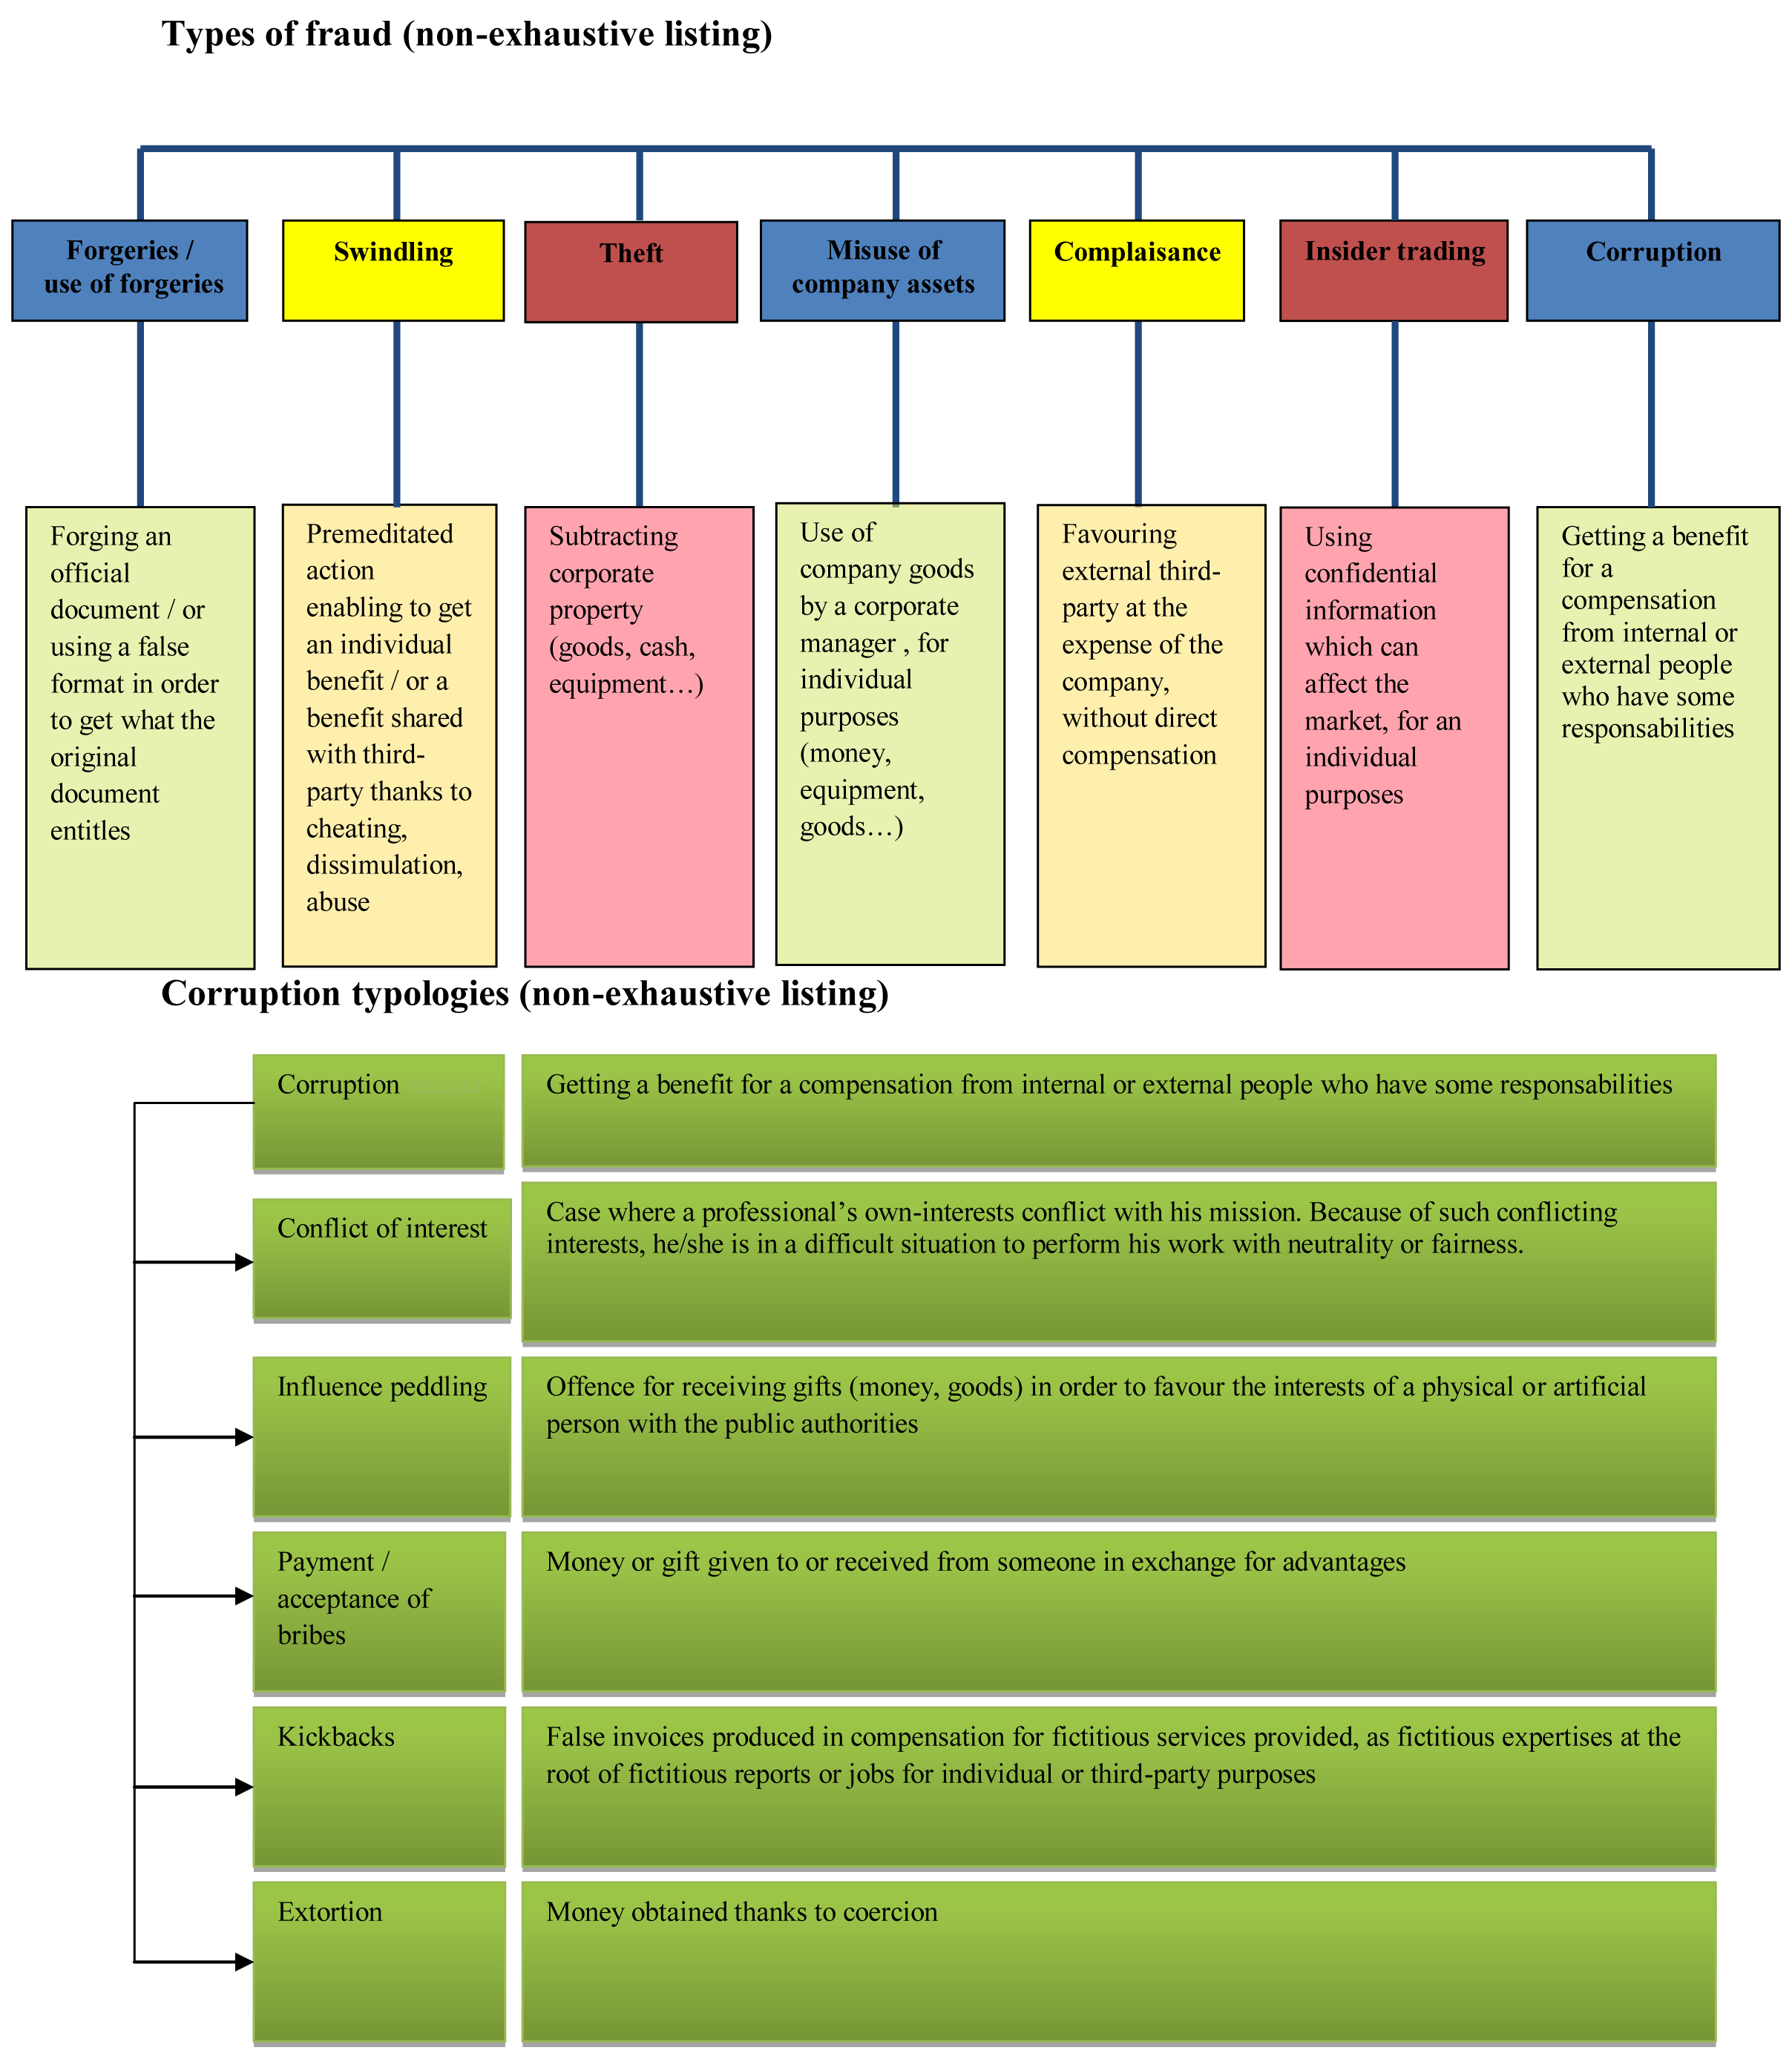 Types of fraud (non-exhaustive listing)
Forgeries /
use of forgeries
Swindling
Theft
Misuse of
company assets
Complaisance
Insider trading
Corruption
Forging an
official
document / or
using a false
format in order
to get what the
original
document
entitles
Premeditated
action
enabling to get
an individual
benefit / or a
benefit shared
with third-
party thanks to
cheating,
dissimulation,
abuse
Subtracting
corporate
property
(goods, cash,
equipment…)
Use of
company goods
by a corporate
manager , for
individual
purposes
(money,
equipment,
goods…)
Favouring
external third-
party at the
expense of the
company,
without direct
compensation
Using
confidential
information
which can
affect the
market, for an
individual
purposes
Getting a benefit
for a
compensation
from internal or
external people
who have some
responsabilities
Corruption typologies (non-exhaustive listing)
Corruption
Getting a benefit for a compensation from internal or external people who have some responsabilities
Conflict of interest
Case where a professional’s own-interests conflict with his mission. Because of such conflicting
interests, he/she is in a difficult situation to perform his work with neutrality or fairness.
Influence peddling
Offence for receiving gifts (money, goods) in order to favour the interests of a physical or artificial
person with the public authorities
Payment /
acceptance of
bribes
Money or gift given to or received from someone in exchange for advantages
Kickbacks
False invoices produced in compensation for fictitious services provided, as fictitious expertises at the
root of fictitious reports or jobs for individual or third-party purposes
Extortion
Money obtained thanks to coercion